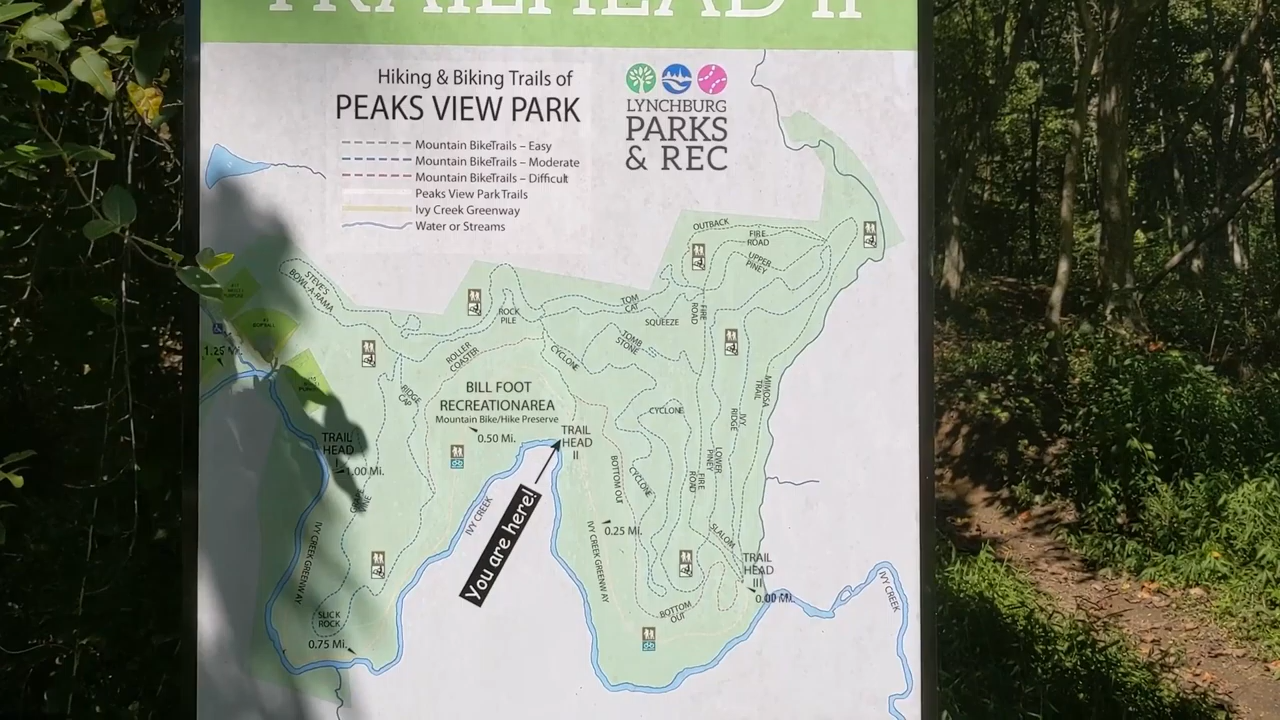 TRAILHEAD II
Hiking & Biking Trails of
PEAKS VIEW PARK
LYNCHBURG
PARKS
& REC
Mountain BikeTrails – Easy
Mountain BikeTrails – Moderate
Mountain BikeTrails – Difficult
Peaks View Park Trails
Ivy Creek Greenway
Water or Streams
OUTBACK
FIRE
ROAD
UPPER
PINEY
STEVE'S
BOWL-A-RAMA
TOM
CAT
FIRE
ROAD
ROCK
PILE
SQUEEZE
TOMB
STONE
ROLLER
COASTER
CYCLONE
RIDGE
CAP
MIMOSA
TRAIL
BILL FOOT
RECREATIONAREA
Mountain Bike/Hike Preserve
0.50 Mi.
CYCLONE
IVY
RIDGE
TRAIL
HEAD
II
TRAIL
HEAD
1.00 Mi.
LOWER
PINEY
BOTTOM OUT
CYCLONE
FIRE
ROAD
IVY CREEK
You are here!
0.25 Mi.
SLALOM
IVY CREEK GREENWAY
IVY CREEK GREENWAY
TRAIL
HEAD
III
0.00 Mi.
IVY CREEK
BOTTOM
OUT
SLICK
ROCK
0.75 Mi.